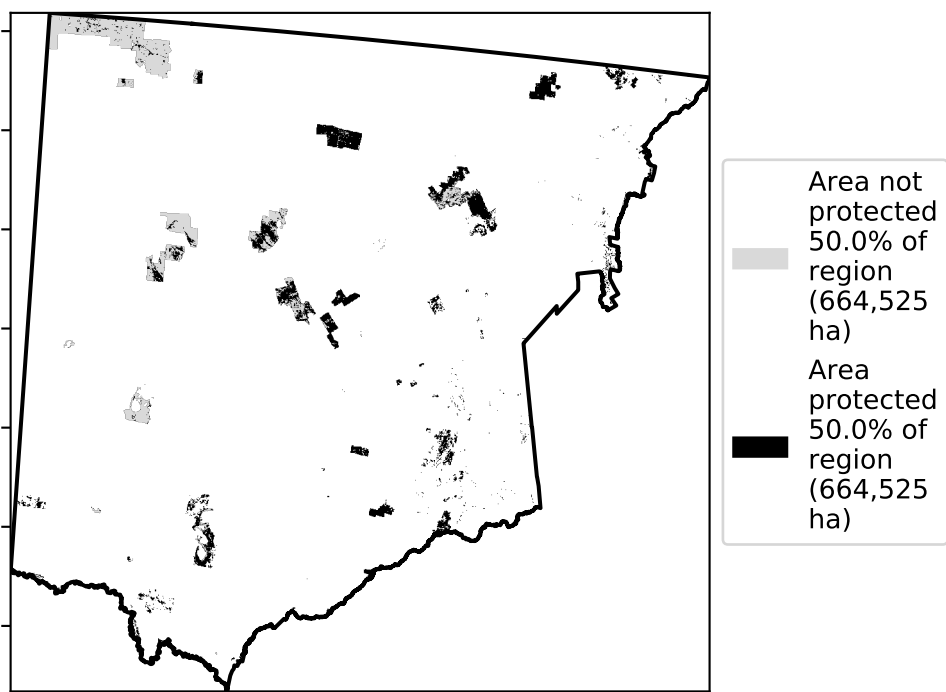 Area not
protected
50.0% of
region
(664,525
ha)
Area
protected
50.0% of
region
(664,525
ha)